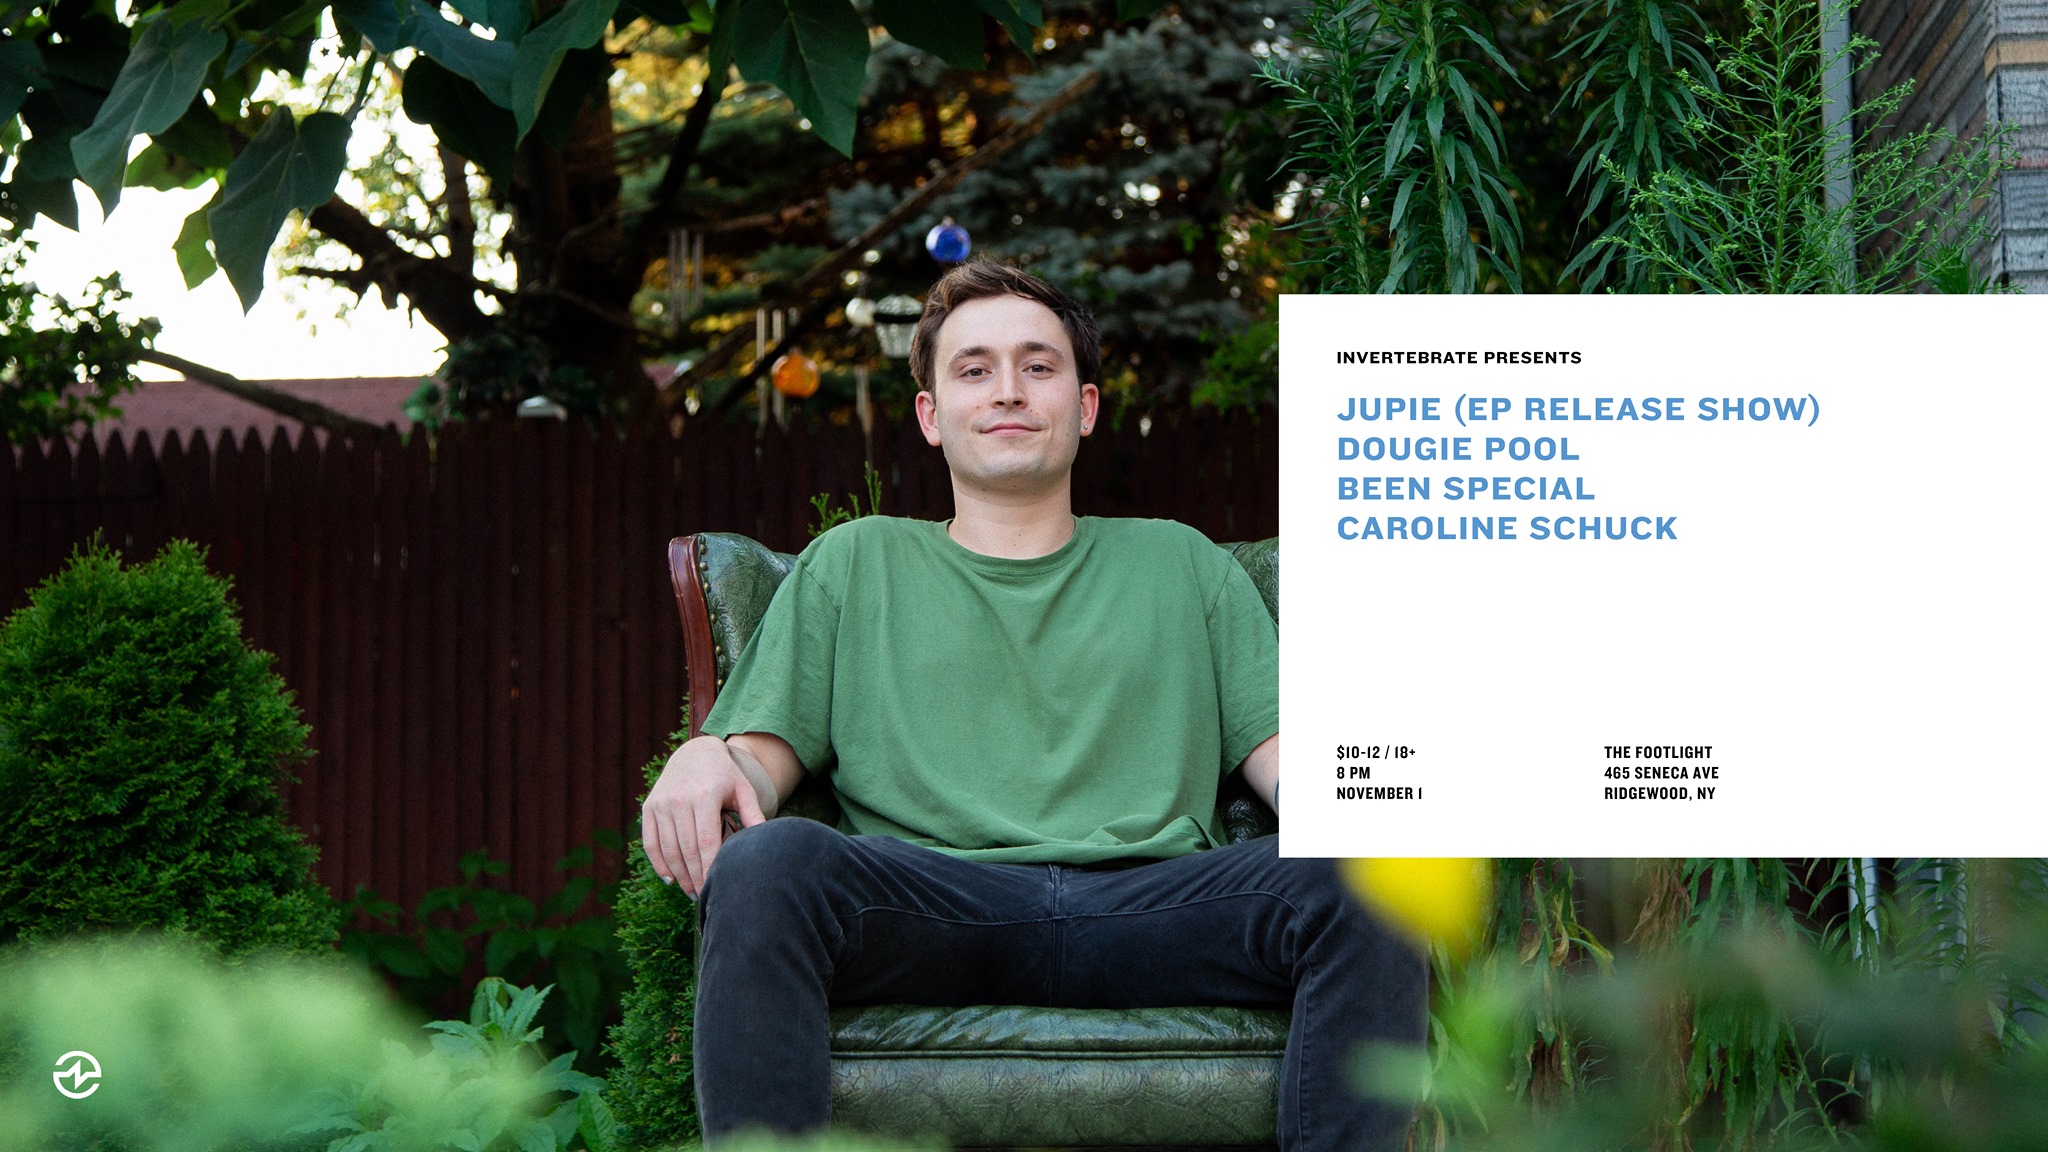 INVERTEBRATE PRESENTS
JUPIE (EP RELEASE SHOW)
DOUGIE POOL
BEEN SPECIAL
CAROLINE SCHUCK
$10-12 / 18+
8 PM
NOVEMBER 1
THE FOOTLIGHT
465 SENECA AVE
RIDGEWOOD, NY